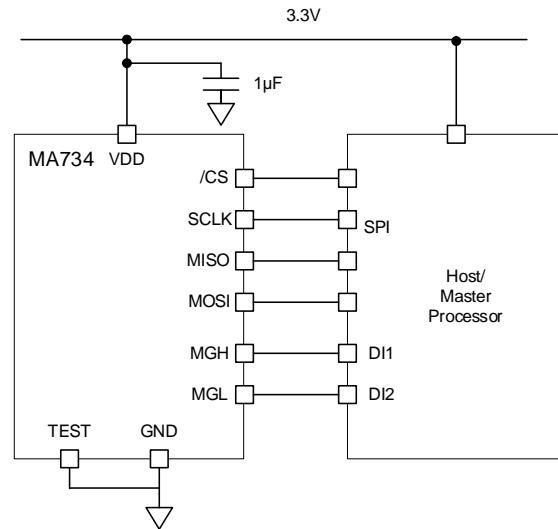 3.3V
1µF
MA734
VDD
/CS
SCLK
SPI
MISO
MOSI
Host/
Master
Processor
MGH
DI1
MGL
DI2
TEST
GND